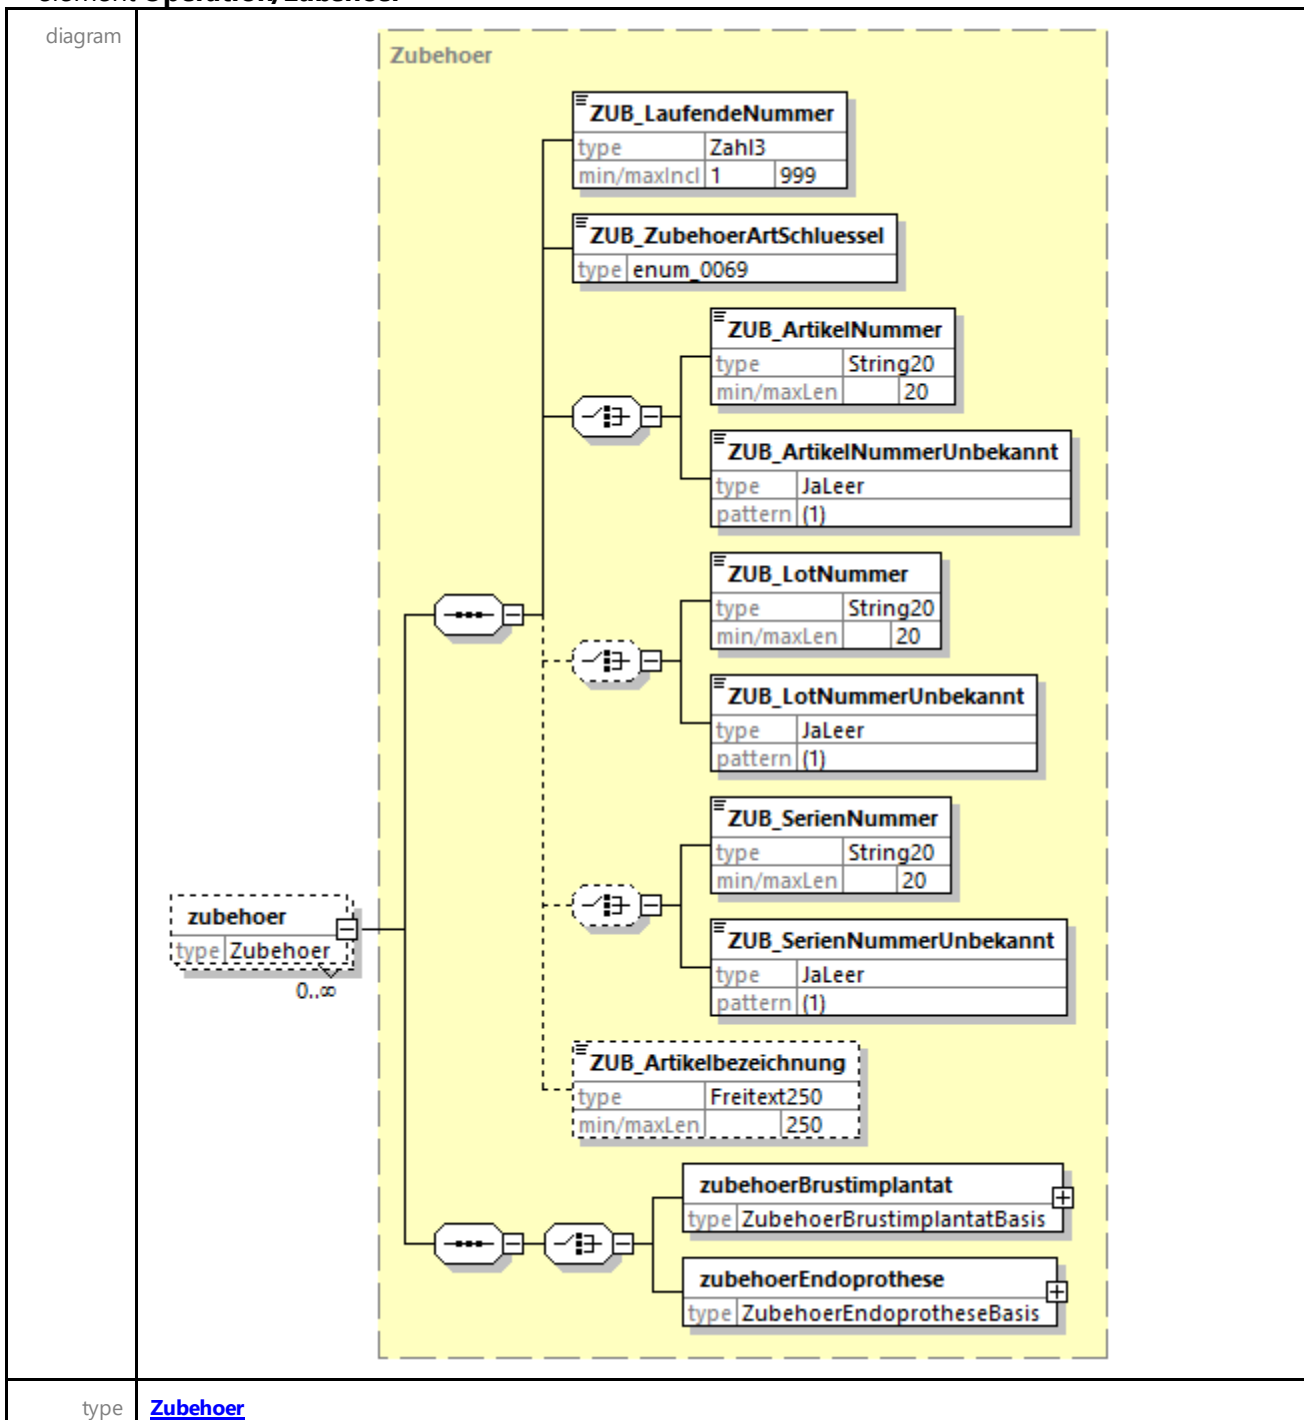 element Operation/zubehoer
diagram
Zubehoer
ZUB_LaufendeNummer
type Zahl3
min/maxIncl 1 999
ZUB_ZubehoerArtSchluessel
type enum_0069
ZUB_ArtikelNummer
type String20
min/maxLen 20
ZUB_ArtikelNummerUnbekannt
type JaLeer
pattern (1)
ZUB_LotNummer
type String20
min/maxLen 20
ZUB_LotNummerUnbekannt
type JaLeer
pattern (1)
ZUB_SerienNummer
type String20
min/maxLen 20
zubehoer
type Zubehoer
0..∞
ZUB_SerienNummerUnbekannt
type JaLeer
pattern (1)
ZUB_Artikelbezeichnung
type Freitext250
min/maxLen 250
zubehoerBrustimplantat
type ZubehoerBrustimplantatBasis
zubehoerEndoprothese
type ZubehoerEndoprotheseBasis
type Zubehoer